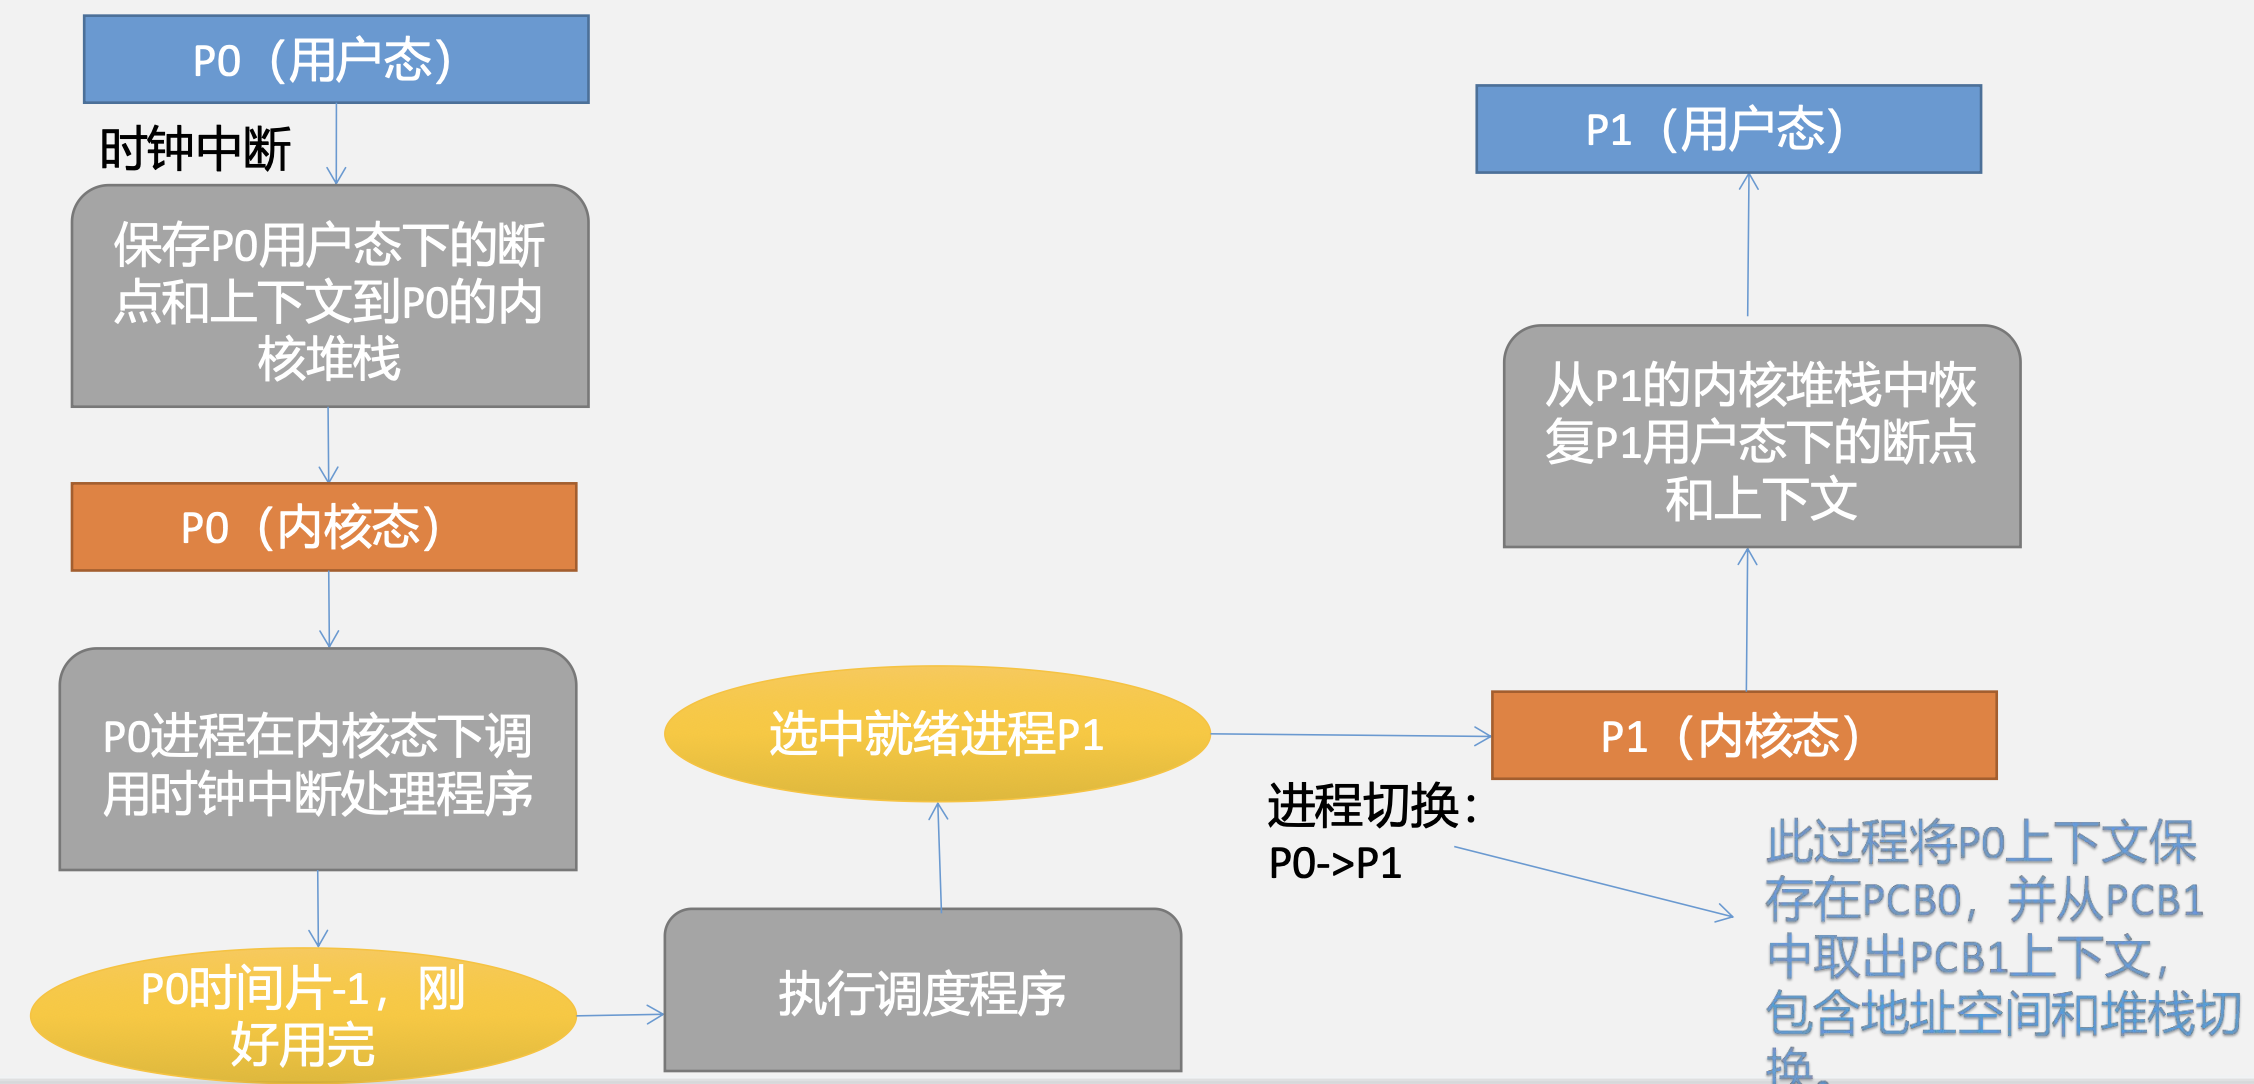 P0（用户态）
时钟中断
保存P0用户态下的断
点和上下文到P0的内
核堆栈
P0（内核态）
P0进程在内核态下调
用时钟中断处理程序
P0时间片-1，刚
好用完
执行调度程序
选中就绪进程P1
进程切换：
P0->P1
P1（用户态）
从P1的内核堆栈中恢
复P1用户态下的断点
和上下文
P1（内核态）
此过程将P0上下文保
存在PCB0，并从PCB1
中取出PCB1上下文，
包含地址空间和堆栈切
换。